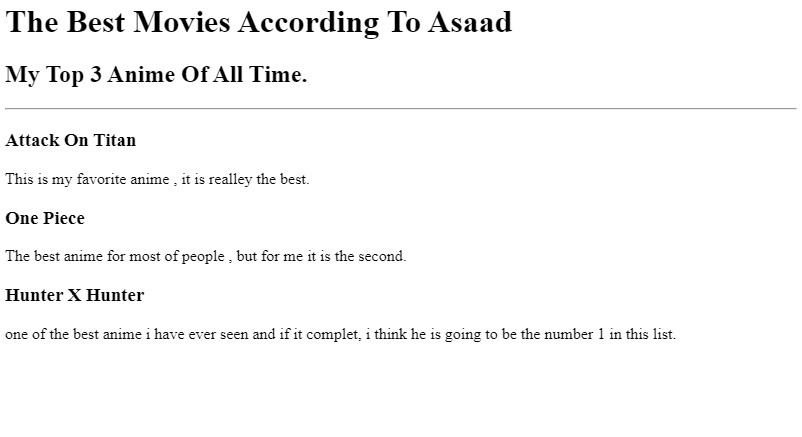 The Best Movies According To Asaad
My Top 3 Anime Of All Time.
Attack On Titan
This is my favorite anime , it is realley the best.
One Piece
The best anime for most of people , but for me it is the second.
Hunter X Hunter
one of the best anime i have ever seen and if it complet, i think he is going to be the number 1 in this list.